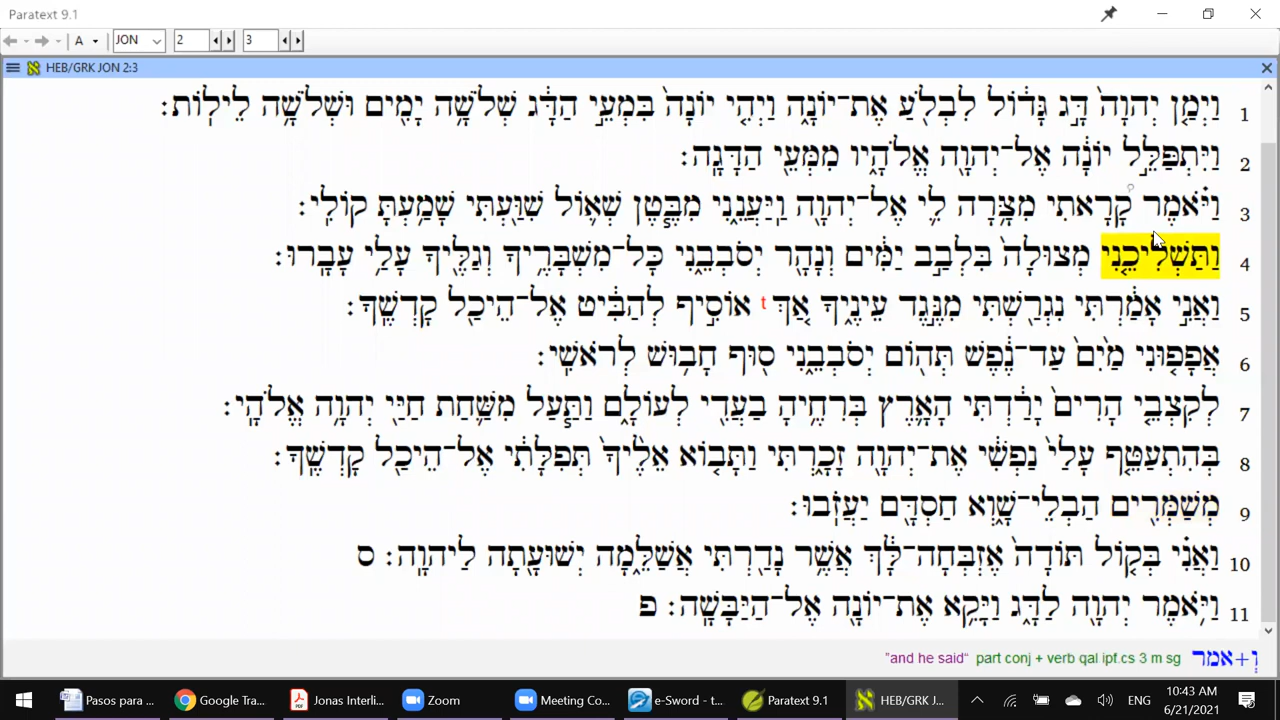 Paratext 9.1
A JON 2 3
HEB/GRK JON 2:3
1 וַיְמַ֤ן יְהוָה֙ דָּ֣ג גָּד֔וֹל לִבְלֹ֖עַ אֶת־יוֹנָ֑ה וַיְהִ֤י יוֹנָה֙ בִּמְעֵ֣י הַדָּ֔ג שְׁלֹשָׁ֥ה יָמִ֖ים וּשְׁלֹשָׁ֥ה לֵילֽוֹת׃
2 וַיִּתְפַּלֵּ֣ל יוֹנָ֔ה אֶל־יְהוָ֖ה אֱלֹהָ֑יו מִמְּעֵ֖י הַדָּגָֽה׃
3 וַיֹּ֗אמֶר קָ֠רָאתִי מִצָּ֥רָה לִ֛י אֶל־יְהוָ֖ה וַֽיַּעֲנֵ֑נִי מִבֶּ֧טֶן שְׁא֛וֹל שִׁוַּ֖עְתִּי שָׁמַ֥עְתָּ קוֹלִֽי׃
4 וַתַּשְׁלִיכֵ֤נִי מְצוּלָה֙ בִּלְבַ֣ב יַמִּ֔ים וְנָהָ֖ר יְסֹבְבֵ֑נִי כָּל־מִשְׁבָּרֶ֥יךָ וְגַלֶּ֖יךָ עָלַ֥י עָבָֽרוּ׃
5 וַאֲנִ֣י אָמַ֔רְתִּי נִגְרַ֖שְׁתִּי מִנֶּ֣גֶד עֵינֶ֑יךָ אַ֚ךְ t אוֹסִ֣יף לְהַבִּ֔יט אֶל־הֵיכַ֖ל קָדְשֶֽׁךָ׃
6 אֲפָפ֤וּנִי מַ֙יִם֙ עַד־נֶ֔פֶשׁ תְּה֖וֹם יְסֹבְבֵ֑נִי ס֖וּף חָב֥וּשׁ לְרֹאשִֽׁי׃
7 לְקִצְבֵ֤י הָרִים֙ יָרַ֔דְתִּי הָאָ֛רֶץ בְּרִחֶ֥יהָ בַעֲדִ֖י לְעוֹלָ֑ם וַתַּ֧עַל מִשַּׁ֛חַת חַיַּ֖י יְהוָ֥ה אֱלֹהָֽי׃
8 בְּהִתְעַטֵּ֤ף עָלַי֙ נַפְשִׁ֔י אֶת־יְהוָ֖ה זָכָ֑רְתִּי וַתָּב֤וֹא אֵלֶ֙יךָ֙ תְּפִלָּתִ֔י אֶל־הֵיכַ֖ל קָדְשֶֽׁךָ׃
9 מְשַׁמְּרִ֖ים הַבְלֵי־שָׁ֑וְא חַסְדָּ֖ם יַעֲזֹֽבוּ׃
10 וַאֲנִ֗י בְּק֤וֹל תּוֹדָה֙ אֶזְבְּחָה־לָּ֔ךְ אֲשֶׁ֥ר נָדַ֖רְתִּי אֲשַׁלֵּ֑מָה יְשׁוּעָ֖תָה לַיהוָֽה׃ ס
11 וַיֹּ֥אמֶר יְהוָ֖ה לַדָּ֑ג וַיָּקֵ֥א אֶת־יוֹנָ֖ה אֶל־הַיַּבָּשָֽׁה׃ פ
"and he said" part conj + verb qal ipf.cs 3 m sg וְ+אמר
Pasos para ... Google Tra... Jonas Interli... Zoom Meeting Co... e-Sword - t... Paratext 9.1 HEB/GRK J... ENG 10:43 AM
6/21/2021